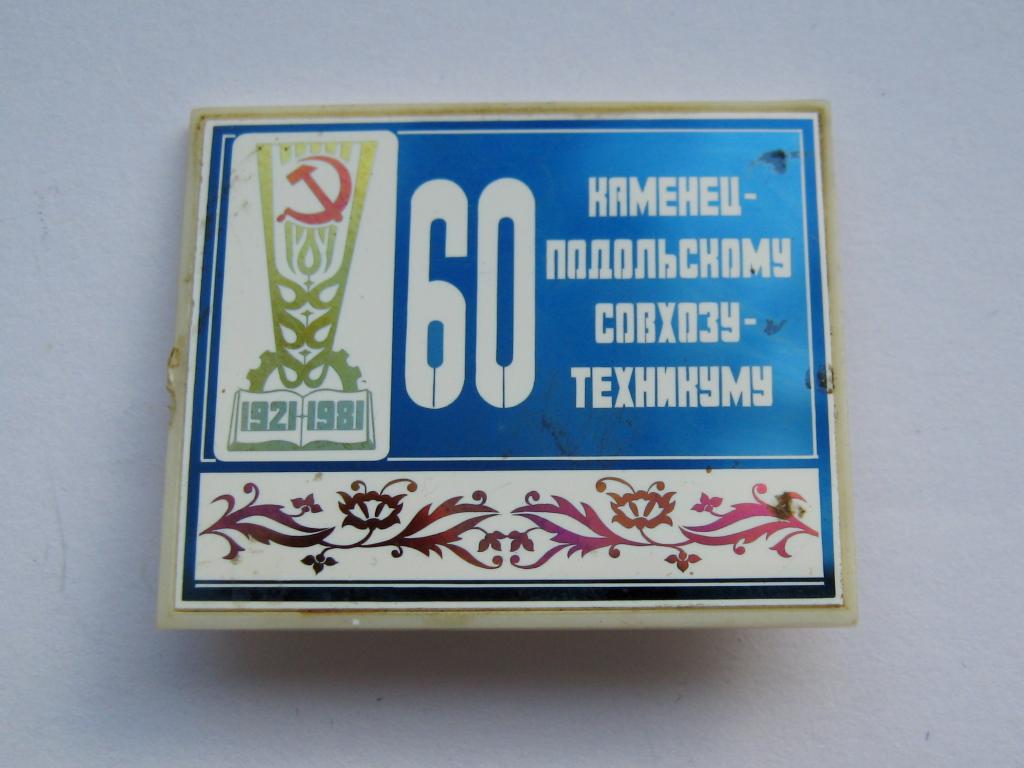 60
КАМЕНЕЦ-
ПОДОЛЬСКОМУ
СОВХОЗУ-
ТЕХНИКУМУ
1921-1981